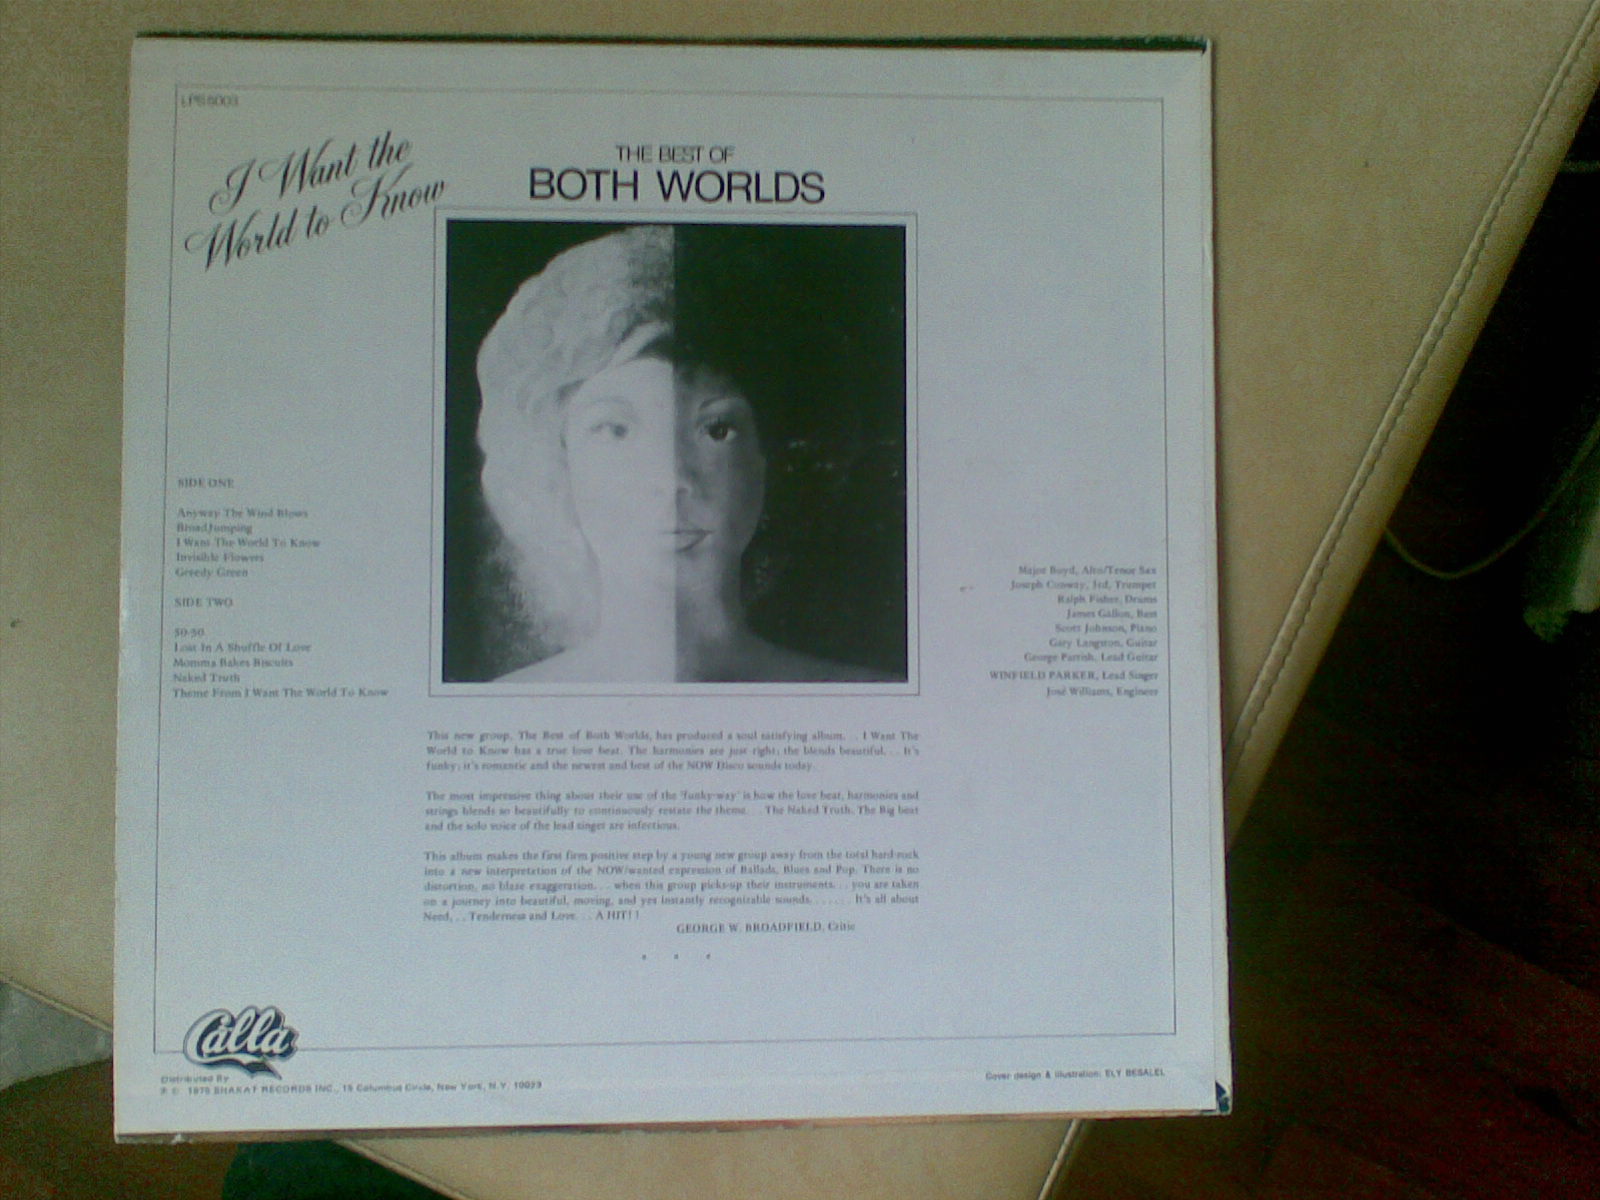 LPS 6003
I Want the
World to Know
THE BEST OF
BOTH WORLDS
SIDE ONE
Anyway The Wind Blows
BroadJumping
I Want The World To Know
Invisible Flowers
Greedy Green
SIDE TWO
50-50
Lost In A Shuffle Of Love
Momma Bakes Biscuits
Naked Truth
Theme From I Want The World To Know
Major Boyd, Alto/Tenor Sax
Joseph Conway, 3rd, Trumpet
Ralph Fisher, Drums
James Gallon, Bass
Scott Johnson, Piano
Gary Langston, Guitar
George Parrish, Lead Guitar
WINFIELD PARKER, Lead Singer
José Williams, Engineer
This new group, The Best of Both Worlds, has produced a soul satisfying album. . . I Want The
World to Know has a true love beat. The harmonies are just right; the blends beautiful. . . It's
funky; it's romantic and the newest and best of the NOW Disco sounds today.
The most impressive thing about their use of the 'funky-way' is how the love beat, harmonies and
strings blends so beautifully to continuously restate the theme. . . The Naked Truth. The Big beat
and the solo voice of the lead singer are infectious.
This album makes the first firm positive step by a young new group away from the total hard-rock
into a new interpretation of the NOW/wanted expression of Ballads, Blues and Pop. There is no
distortion, no blase exaggeration. . . when this group picks-up their instruments. . . you are taken
on a journey into beautiful, moving, and yet instantly recognizable sounds. . . . . . . It's all about
Need. . . Tenderness and Love. . . A HIT! !
GEORGE W. BROADFIELD, Critic
Calla
Distributed By
℗ © 1975 SHAKAT RECORDS INC., 15 Columbus Circle, New York, N.Y. 10023
Cover design & illustration: ELY BESALEL